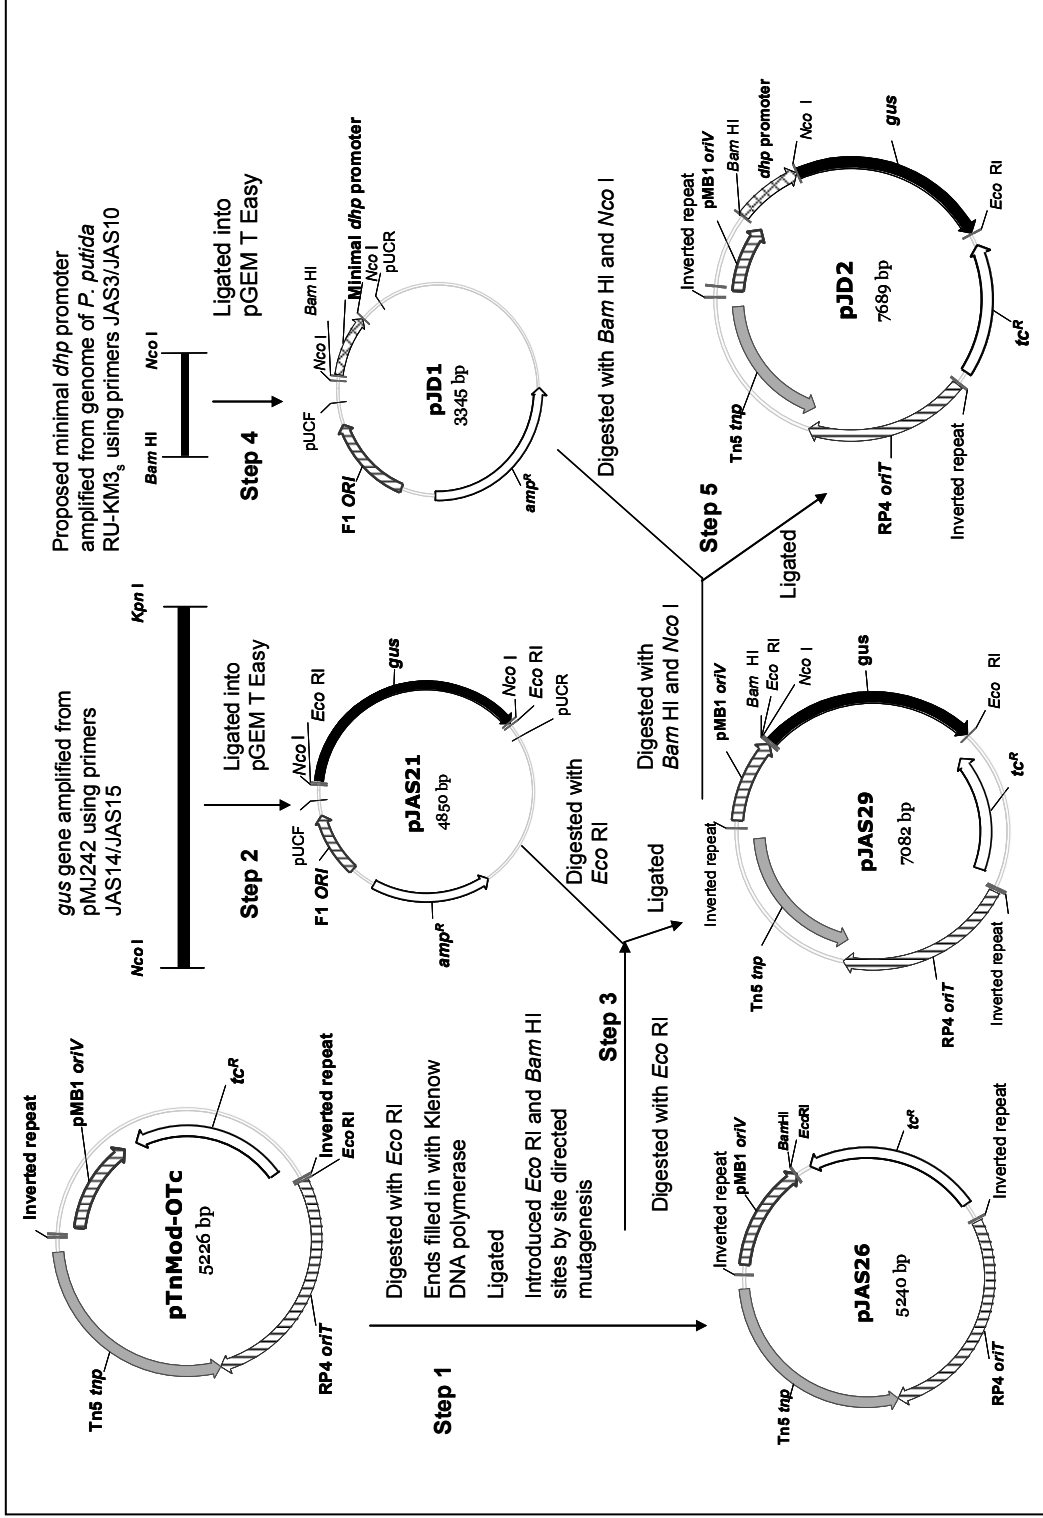 Inverted repeat
pMB1 oriV
tcR
Inverted repeat
Eco RI
RP4 oriT
Tn5 tnp
pTnMod-OTc
5226 bp
Step 1
Digested with Eco RI
Ends filled in with Klenow
DNA polymerase
Ligated
Introduced Eco RI and Bam HI
sites by site directed
mutagenesis
Inverted repeat
pMB1 oriV
BamHI
EcoRI
tcR
Inverted repeat
RP4 oriT
Tn5 tnp
pJAS26
5240 bp
gus gene amplified from
pMJ242 using primers
JAS14/JAS15
Nco I
Kpn I
Step 2
Ligated into
pGEM T Easy
pUCF
Nco I
Eco RI
gus
Nco I
Eco RI
pUCR
F1 ORI
ampR
pJAS21
4850 bp
Digested with
Eco RI
Step 3
Digested with Eco RI
Ligated
Inverted repeat
pMB1 oriV
Bam HI
Eco RI
Nco I
gus
Eco RI
tcR
Inverted repeat
RP4 oriT
Tn5 tnp
pJAS29
7082 bp
Proposed minimal dhp promoter
amplified from genome of P. putida
RU-KM3s using primers JAS3/JAS10
Bam HI
Nco I
Step 4
Ligated into
pGEM T Easy
pUCF
Nco I
Bam HI
Minimal dhp promoter
Nco I
pUCR
F1 ORI
ampR
pJD1
3345 bp
Digested with Bam HI and Nco I
Digested with
Bam HI and Nco I
Step 5
Ligated
Inverted repeat
pMB1 oriV
Bam HI
dhp promoter
Nco I
gus
Eco RI
tcR
Inverted repeat
RP4 oriT
Tn5 tnp
pJD2
7689 bp